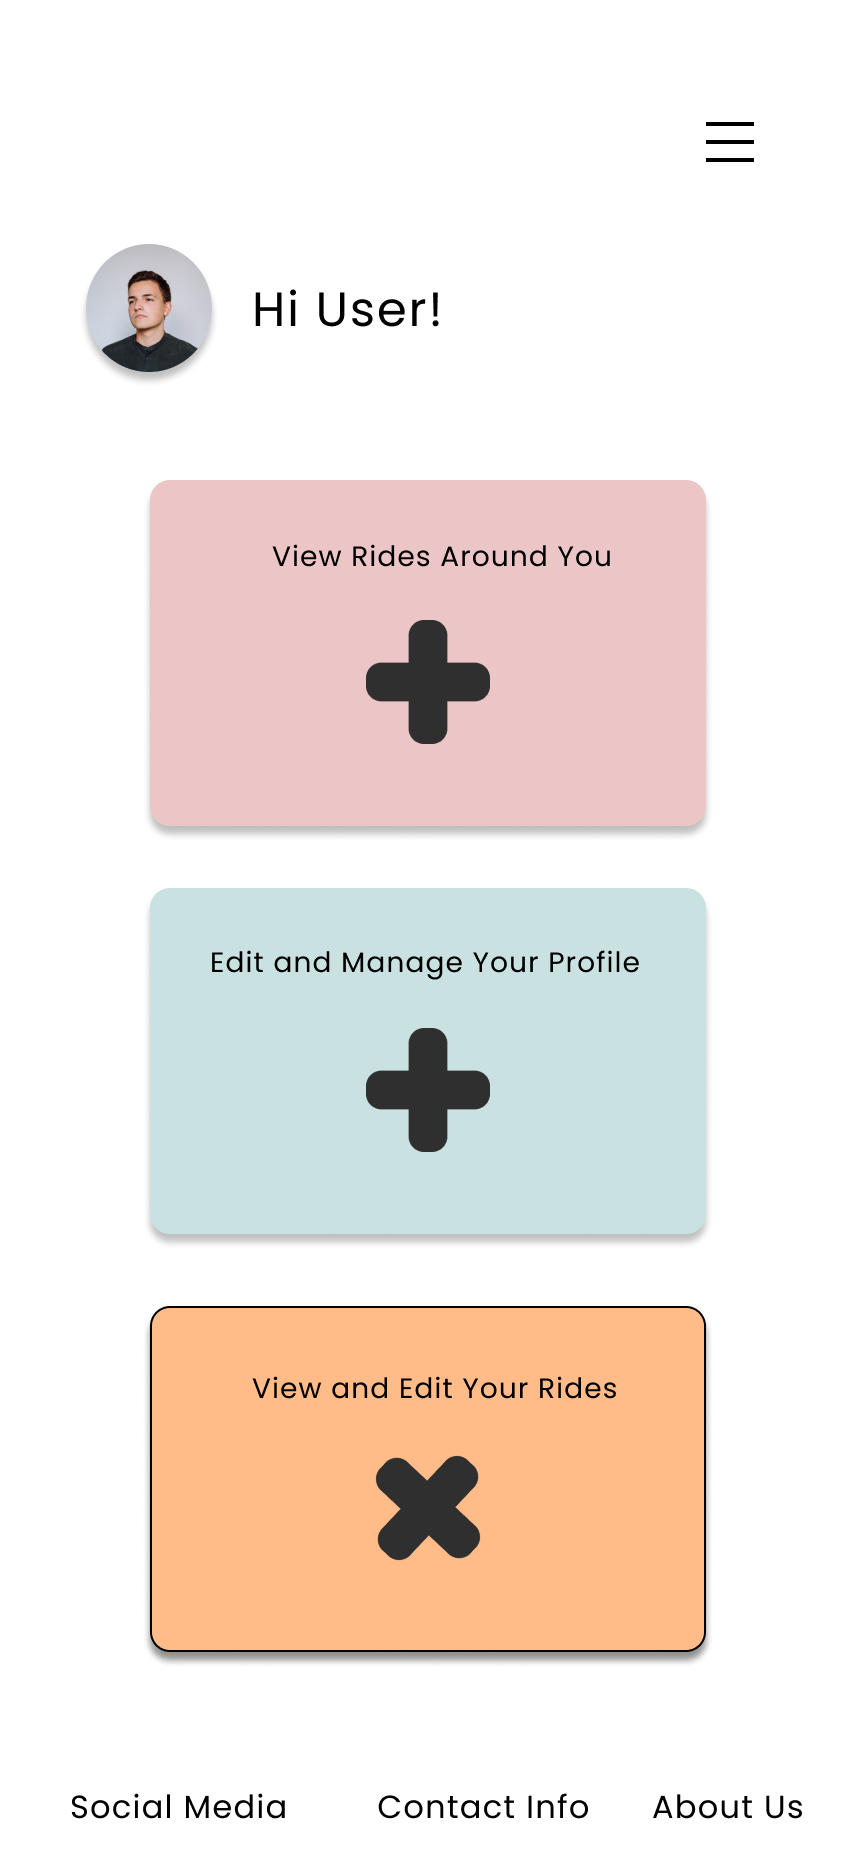 Hi User!
View Rides Around You
Edit and Manage Your Profile
View and Edit Your Rides
Social Media Contact Info About Us